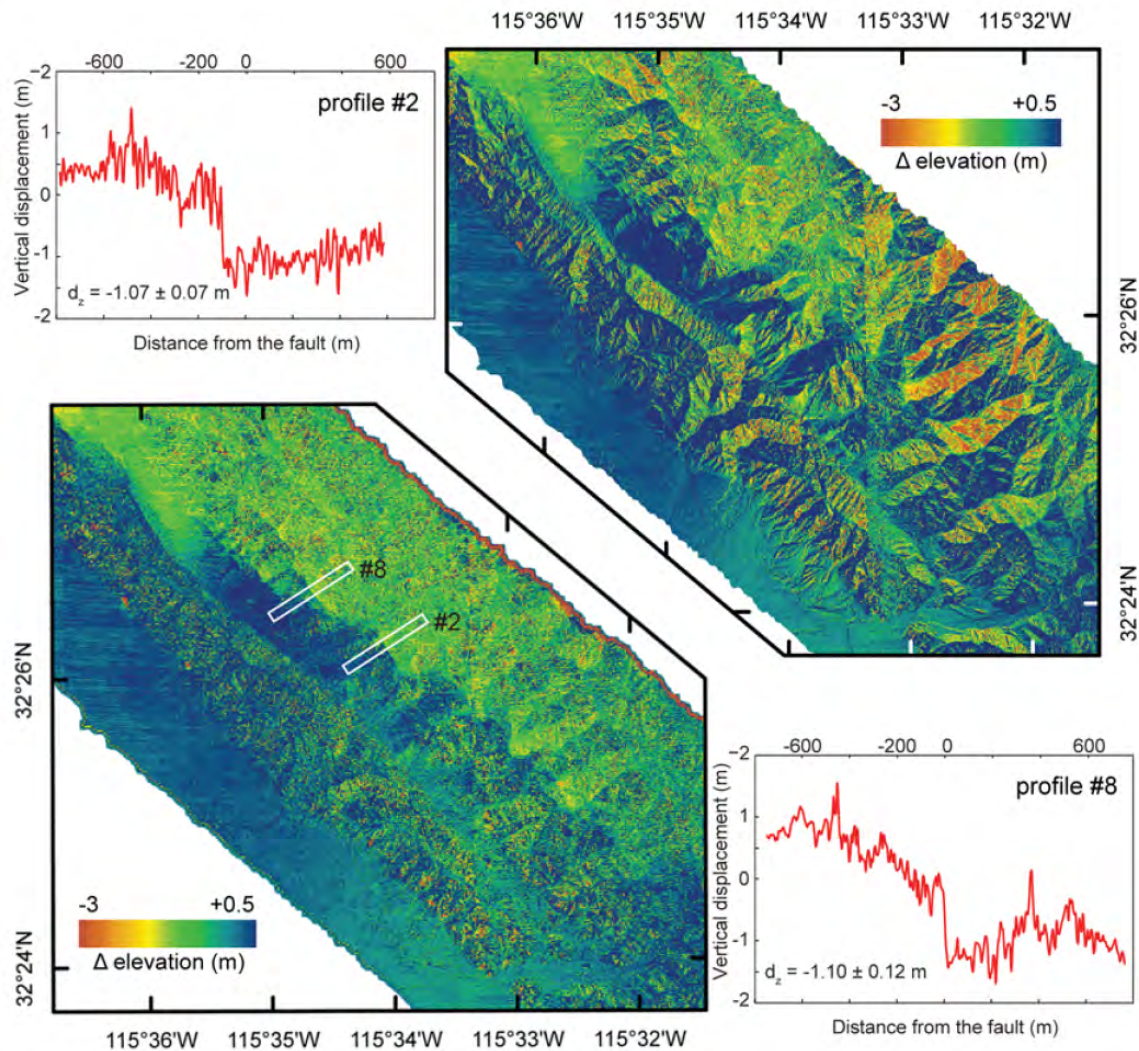 115°36'W 115°34'W 115°33'W 115°32'W
-600 -200 0 600
−2
1
0
-1
-2
Vertical displacement (m)
profile #2
d_z = -1.07 ± 0.07 m
Distance from the fault (m)
-3 +0.5
Δ elevation (m)
32°26'N
32°24'N
#8
#2
32°26'N
32°24'N
-3 +0.5
Δ elevation (m)
115°36'W 115°35'W 115°34'W 115°33'W 115°32'W
-600 -200 0 600
−2
1
0
-1
-2
Vertical displacement (m)
profile #8
d_z = -1.10 ± 0.12 m
Distance from the fault (m)